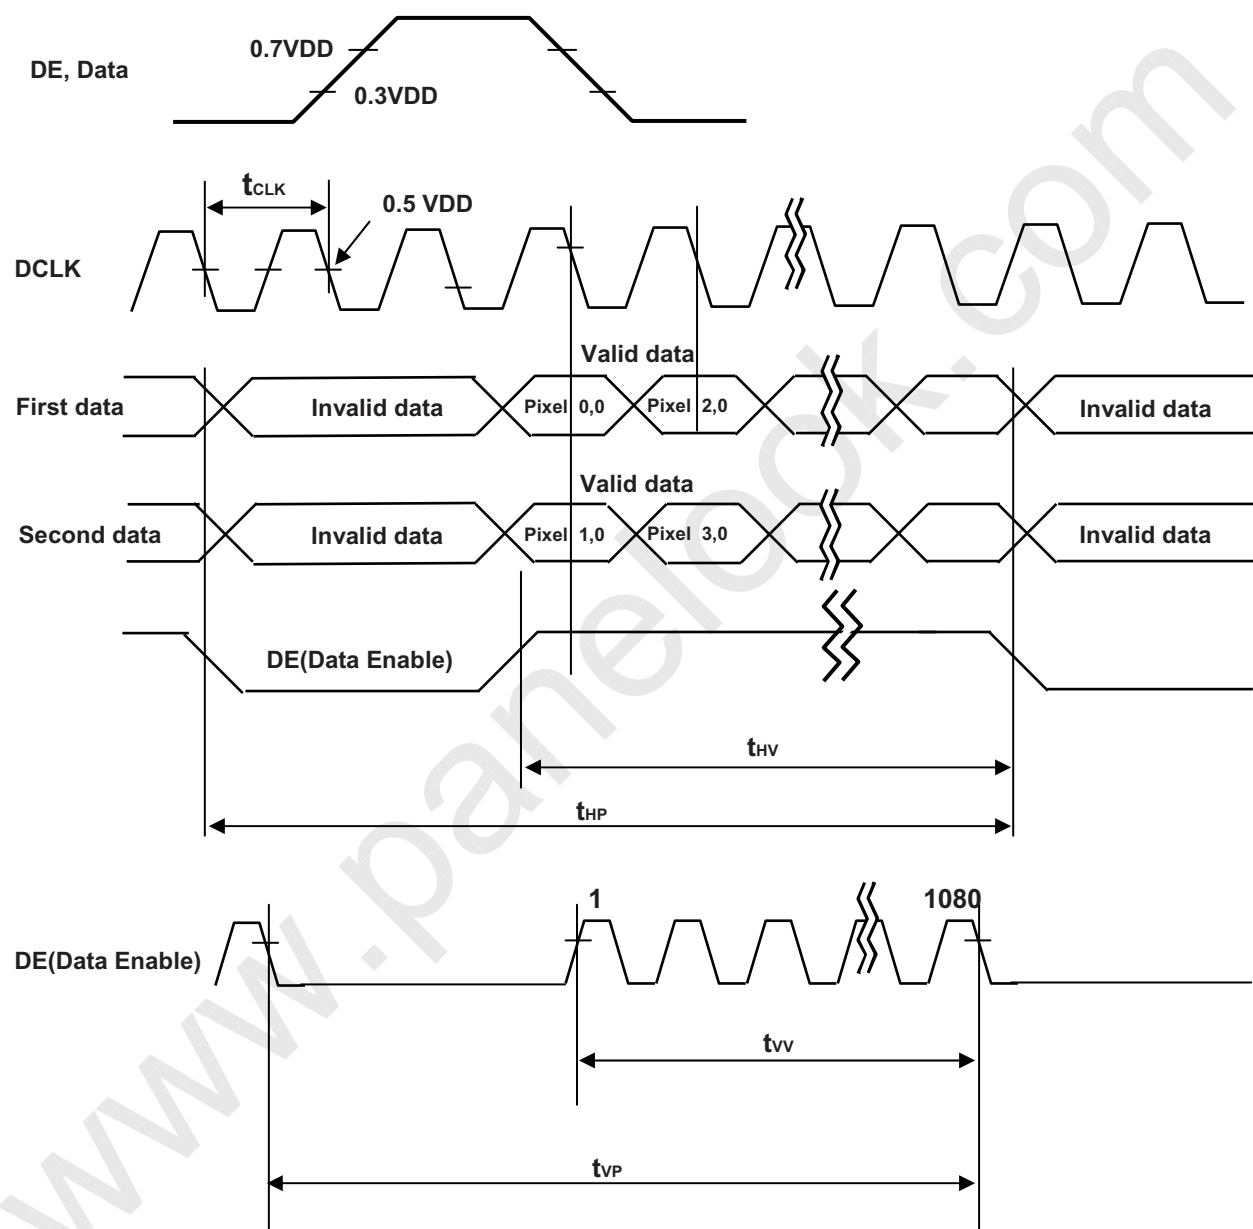 0.7VDD
DE, Data
0.3VDD
tCLK
0.5 VDD
DCLK
Valid data
First data
Invalid data
Pixel 0,0
Pixel 2,0
Invalid data
Valid data
Second data
Invalid data
Pixel 1,0
Pixel 3,0
Invalid data
DE(Data Enable)
tHV
tHP
1
1080
DE(Data Enable)
tVV
tVP
www.panelook.com